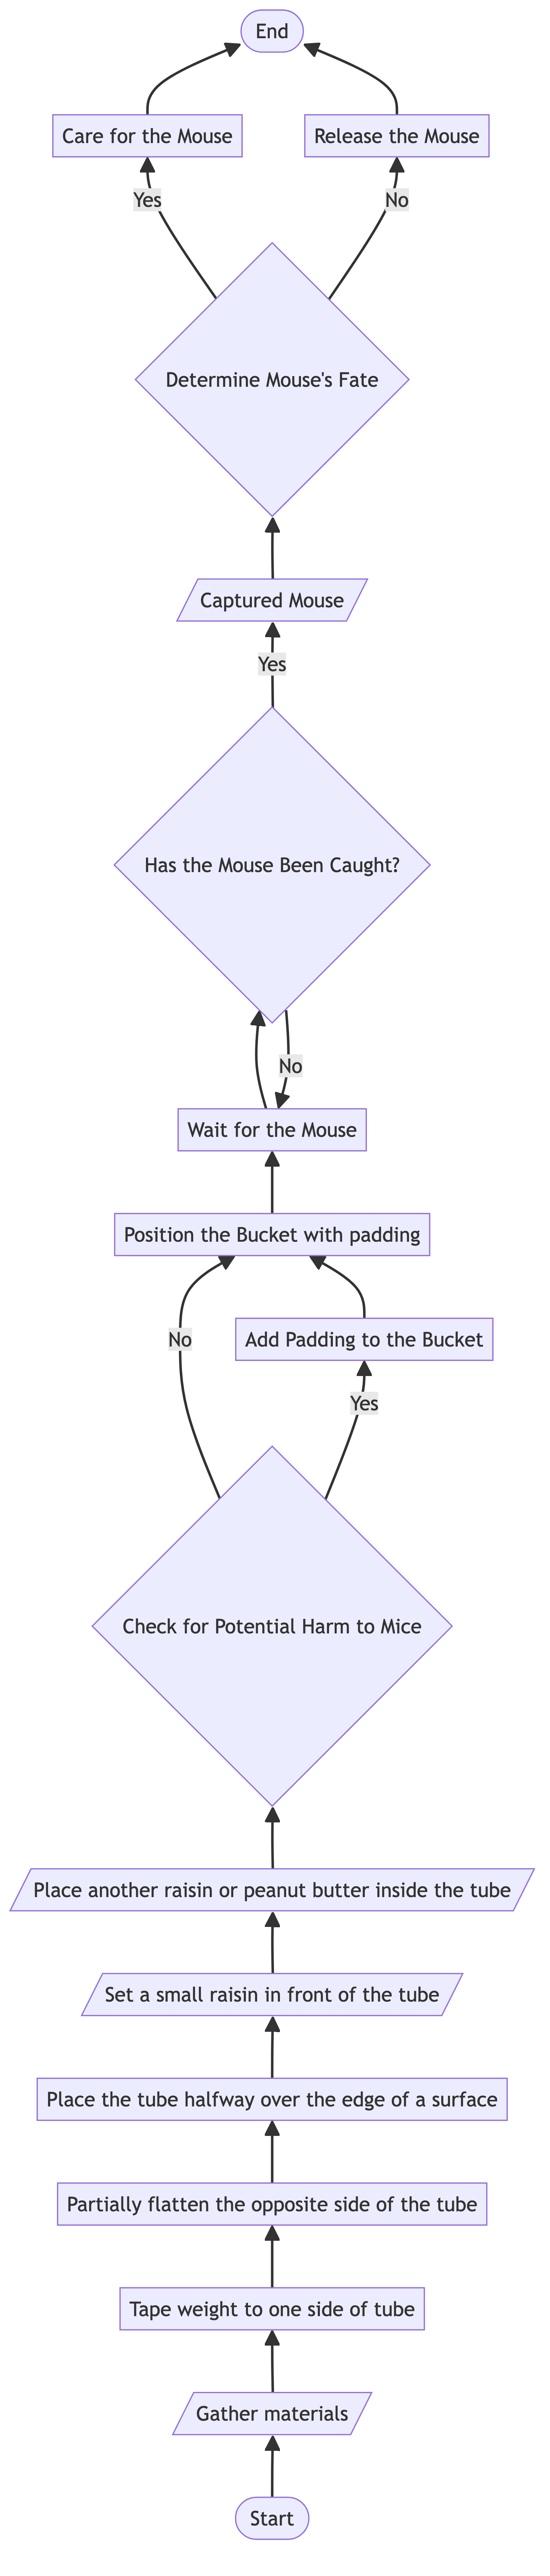 End
Care for the Mouse
Release the Mouse
Yes
No
Determine Mouse's Fate
Captured Mouse
Yes
Has the Mouse Been Caught?
No
Wait for the Mouse
Position the Bucket with padding
No
Add Padding to the Bucket
Yes
Check for Potential Harm to Mice
Place another raisin or peanut butter inside the tube
Set a small raisin in front of the tube
Place the tube halfway over the edge of a surface
Partially flatten the opposite side of the tube
Tape weight to one side of tube
Gather materials
Start